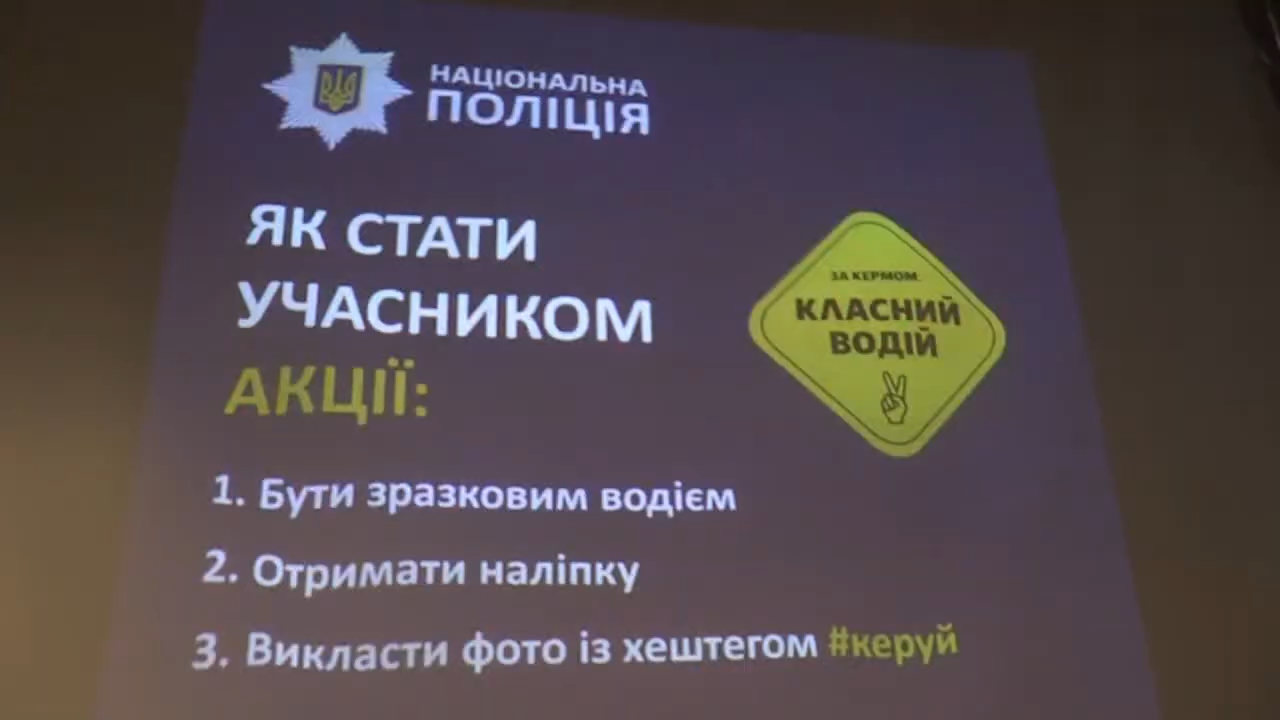 НАЦІОНАЛЬНА
ПОЛІЦІЯ
ЯК СТАТИ
УЧАСНИКОМ
АКЦІЇ:
ЗА КЕРМОМ:
КЛАСНИЙ
ВОДІЙ
1. Бути зразковим водієм
2. Отримати наліпку
3. Викласти фото із хештегом #керуй